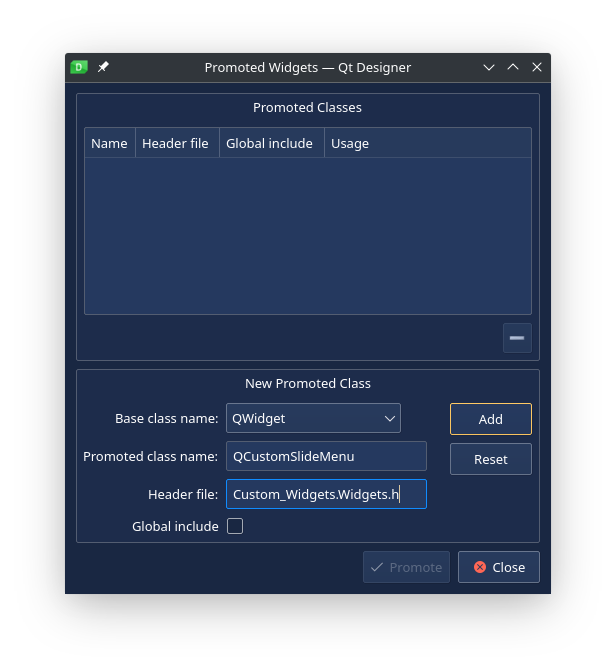 Promoted Widgets — Qt Designer
Promoted Classes
Name Header file Global include Usage
New Promoted Class
Base class name: QWidget Add
Promoted class name: QCustomSlideMenu Reset
Header file: Custom_Widgets.Widgets.h
Global include
Promote Close